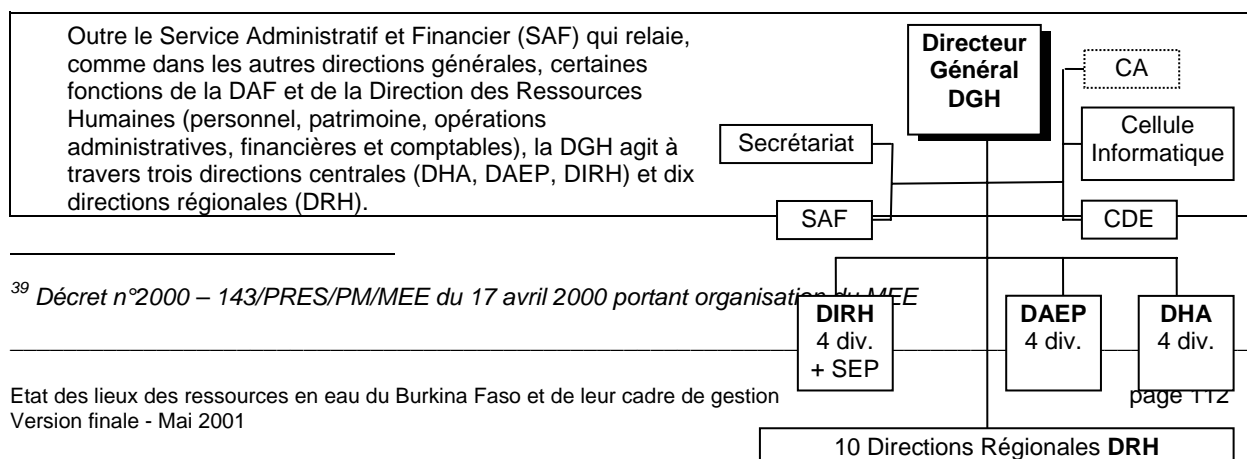 Outre le Service Administratif et Financier (SAF) qui relaie,
comme dans les autres directions générales, certaines
fonctions de la DAF et de la Direction des Ressources
Humaines (personnel, patrimoine, opérations
administratives, financières et comptables), la DGH agit à
travers trois directions centrales (DHA, DAEP, DIRH) et dix
directions régionales (DRH).
Directeur
Général
DGH
CA
Secrétariat
Cellule
Informatique
SAF
CDE
39 Décret n°2000 – 143/PRES/PM/MEE du 17 avril 2000 portant organisation du MEE
DIRH
4 div.
+ SEP
DAEP
4 div.
DHA
4 div.
Etat des lieux des ressources en eau du Burkina Faso et de leur cadre de gestion
page 112
Version finale - Mai 2001
10 Directions Régionales DRH